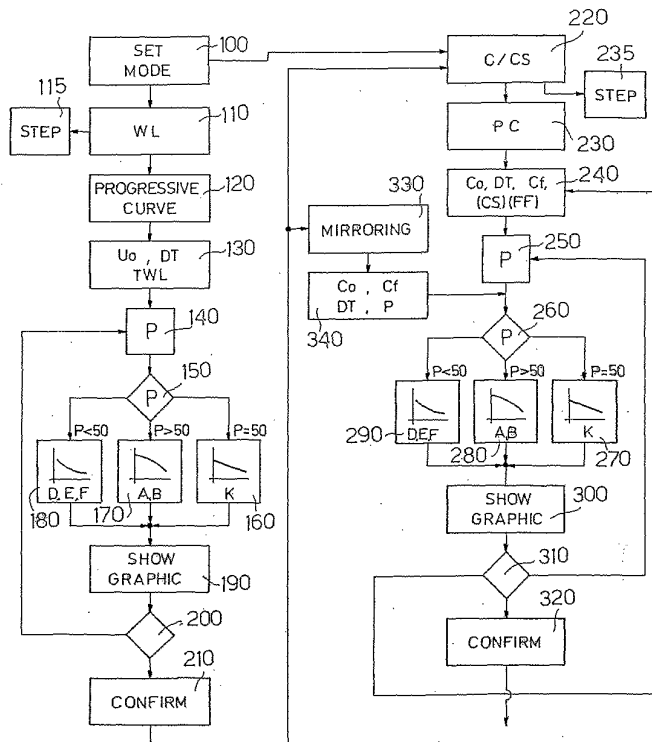 SET
MODE
100
115
STEP
WL
110
PROGRESSIVE
CURVE
120
Uo, DT
TWL
130
P
140
P
150
P<50
P>50
P=50
D,E,F
180
A,B
170
K
160
SHOW
GRAPHIC
190
200
210
CONFIRM
220
C/CS
235
STEP
PC
230
Co, DT, Cf,
(CS)(FF)
240
330
MIRRORING
Co, Cf
DT, P
340
250
P
260
P
P<50
P>50
P=50
D,E,F
290
A,B
280
K
270
SHOW
GRAPHIC
300
310
320
CONFIRM